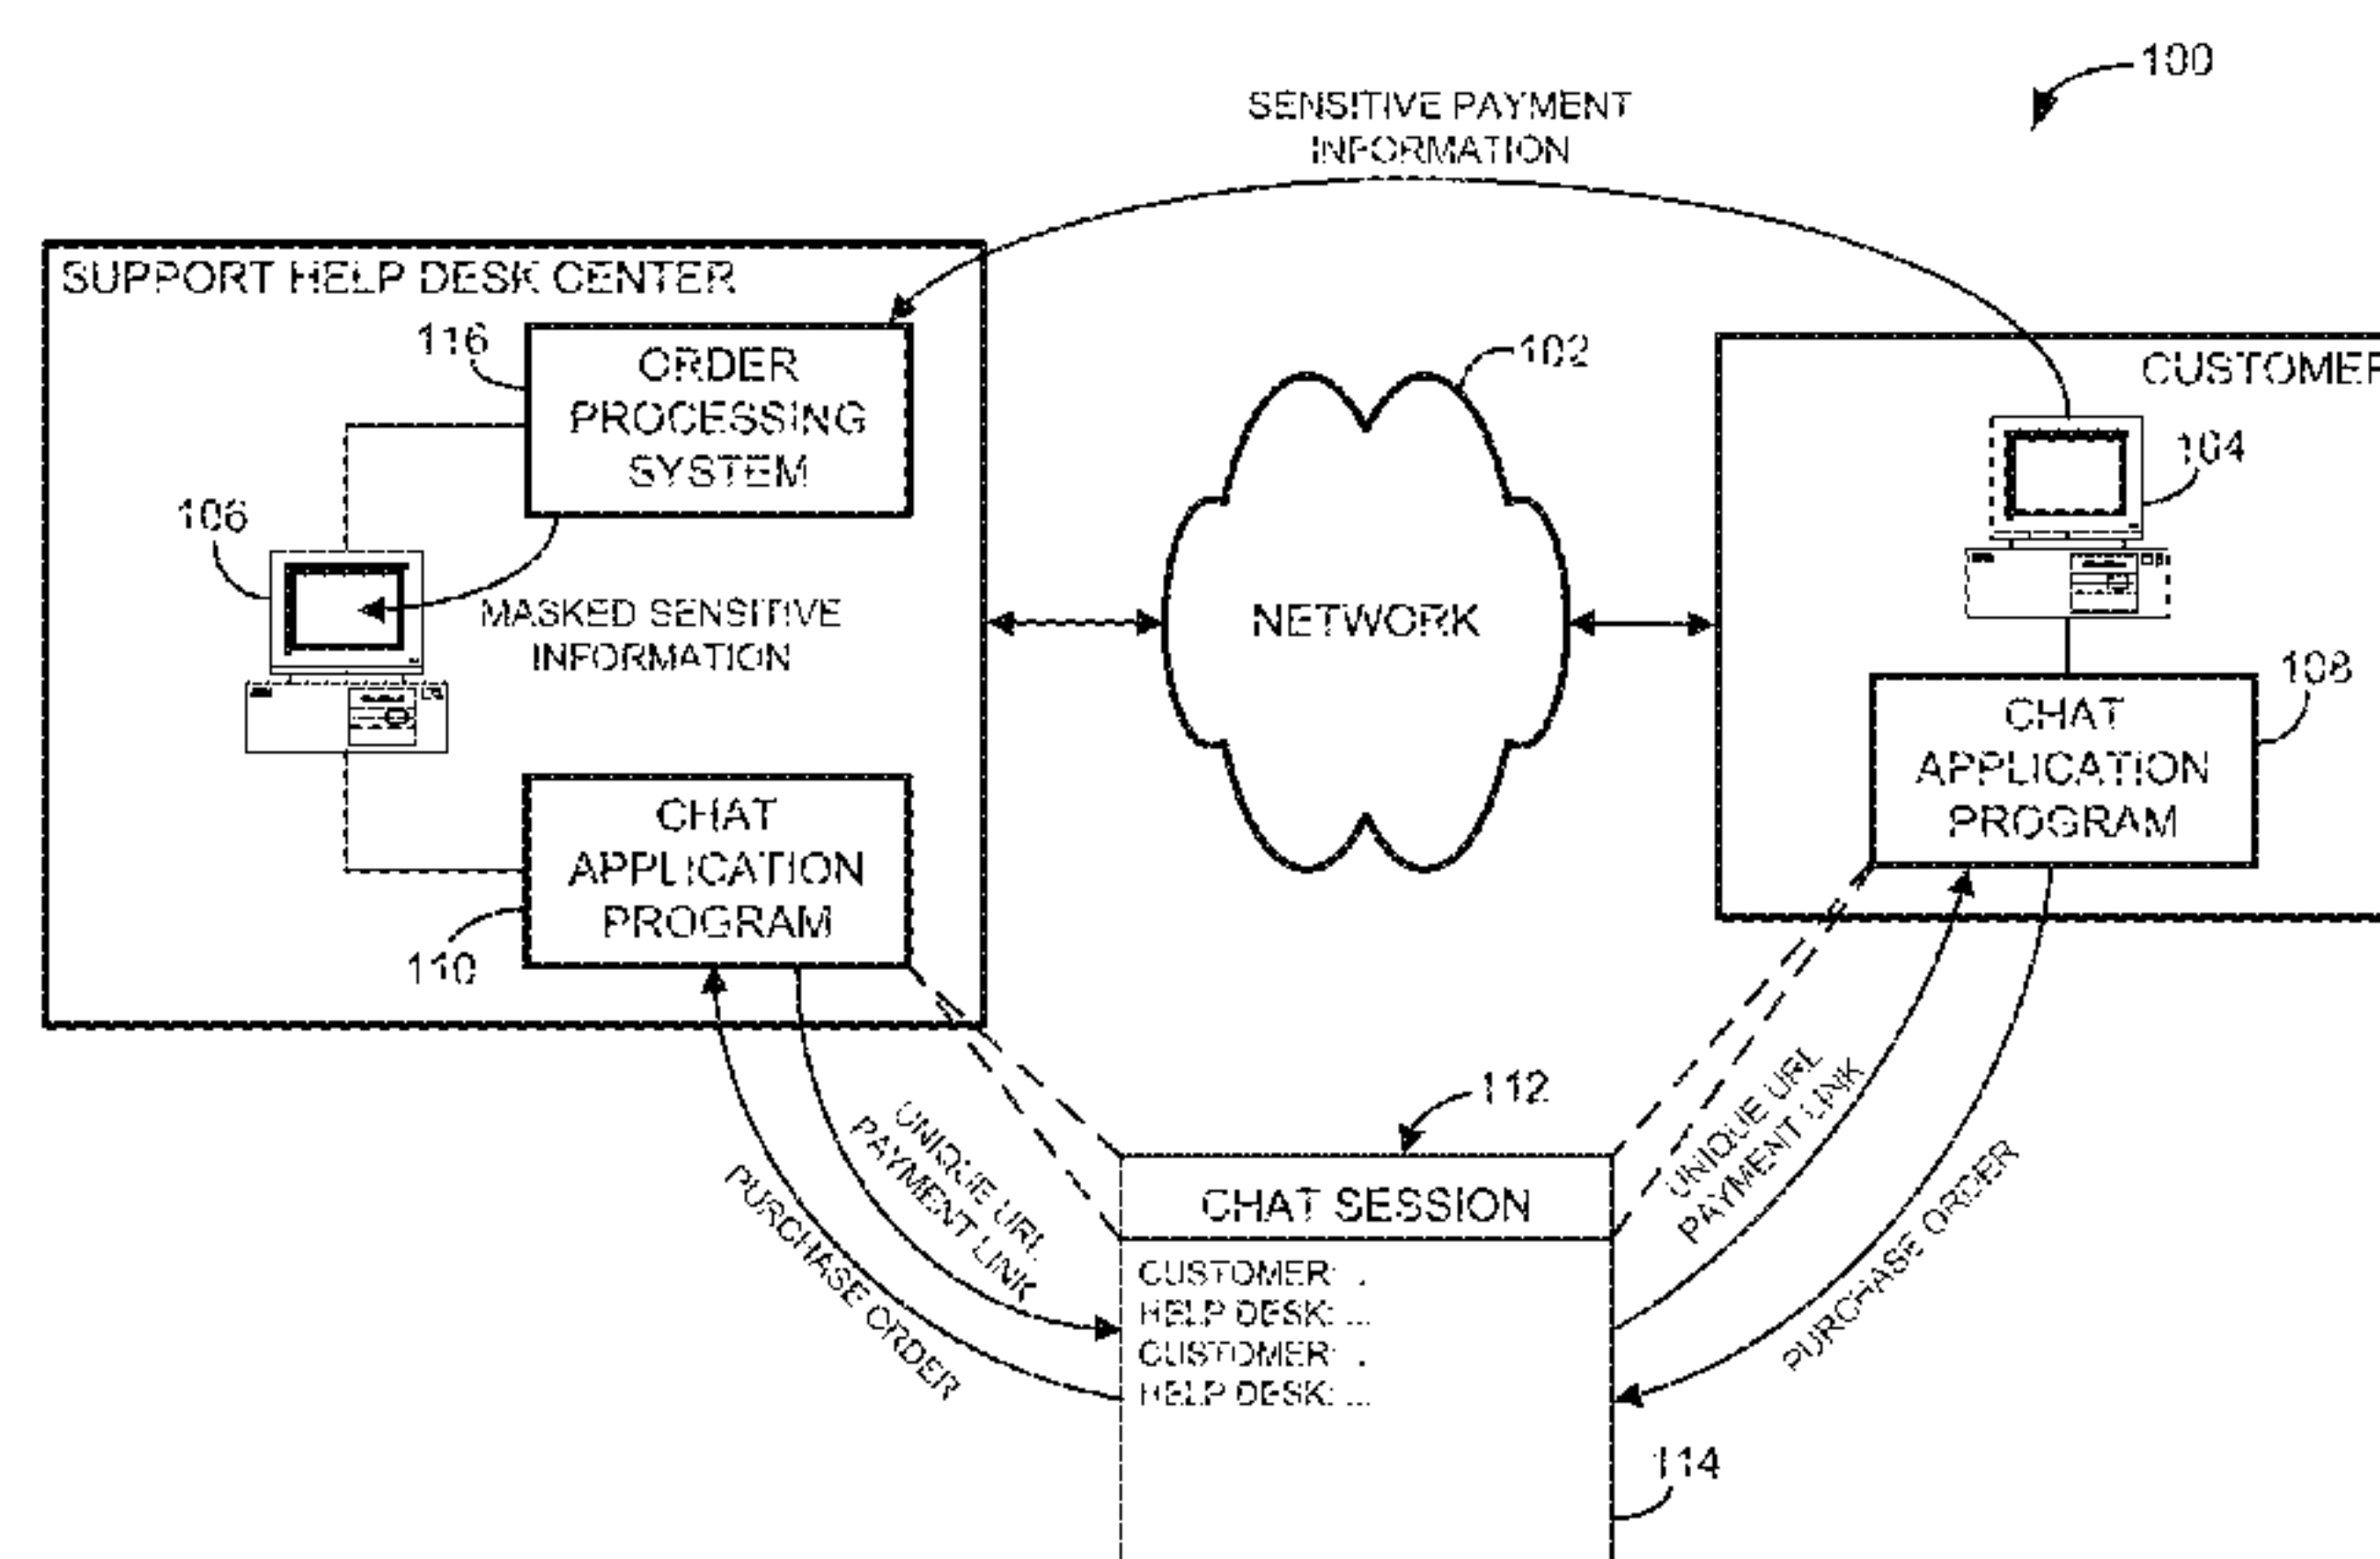 100
SENSITIVE PAYMENT
INFORMATION
SUPPORT HELP DESK CENTER
116
ORDER
PROCESSING
SYSTEM
106
MASKED SENSITIVE
INFORMATION
CHAT
APPLICATION
PROGRAM
110
102
NETWORK
CUSTOMER
104
108
CHAT
APPLICATION
PROGRAM
UNIQUE URL
PAYMENT LINK
PURCHASE ORDER
112
CHAT SESSION
CUSTOMER: .
HELP DESK: ...
CUSTOMER: .
HELP DESK: ...
UNIQUE URL
PAYMENT LINK
PURCHASE ORDER
114